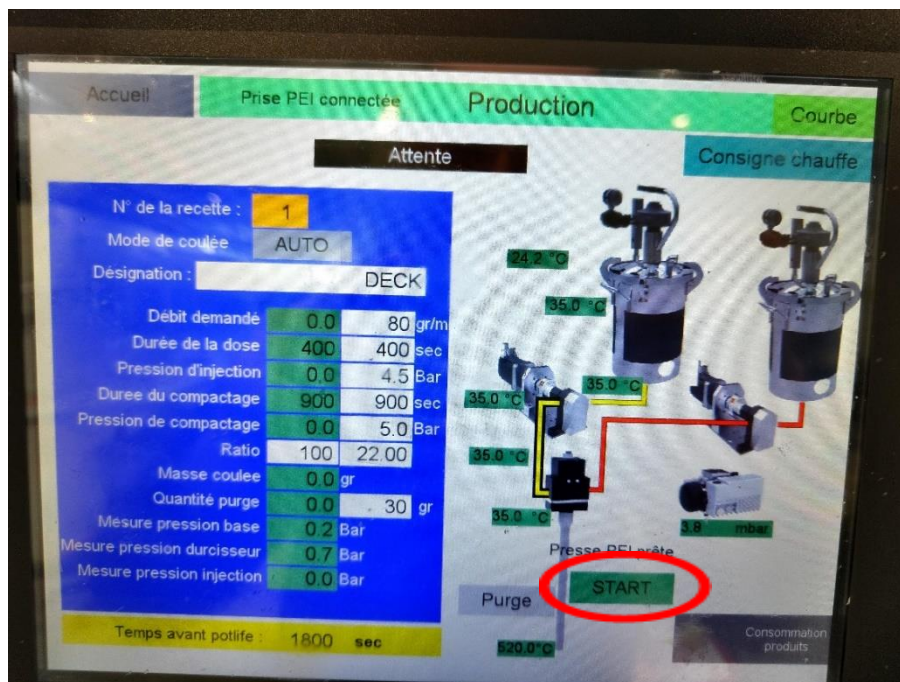 Accueil
Prise PEI connectée
Production
Courbe
Attente
Consigne chauffe
N° de la recette : 1
Mode de coulée AUTO
Désignation : DECK
Débit demandé 0.0 80 gr/m
Durée de la dose 400 400 sec
Pression d'injection 0,0 4.5 Bar
Duree du compactage 900 900 sec
Pression de compactage 0.0 5.0 Bar
Ratio 100 22.00
Masse coulee 0.0 gr
Quantité purge 0.0 30 gr
Mesure pression base 0.2 Bar
Mesure pression durcisseur 0.7 Bar
Mesure pression injection 0.0 Bar
Temps avant potlife : 1800 sec
24.2 °C
35.0 °C
35.0 °C
35.0 °C
35.0 °C
35.0 °C
3.8 mbar
Presse PEI prête
Purge
START
520.0°C
Consommation
produits